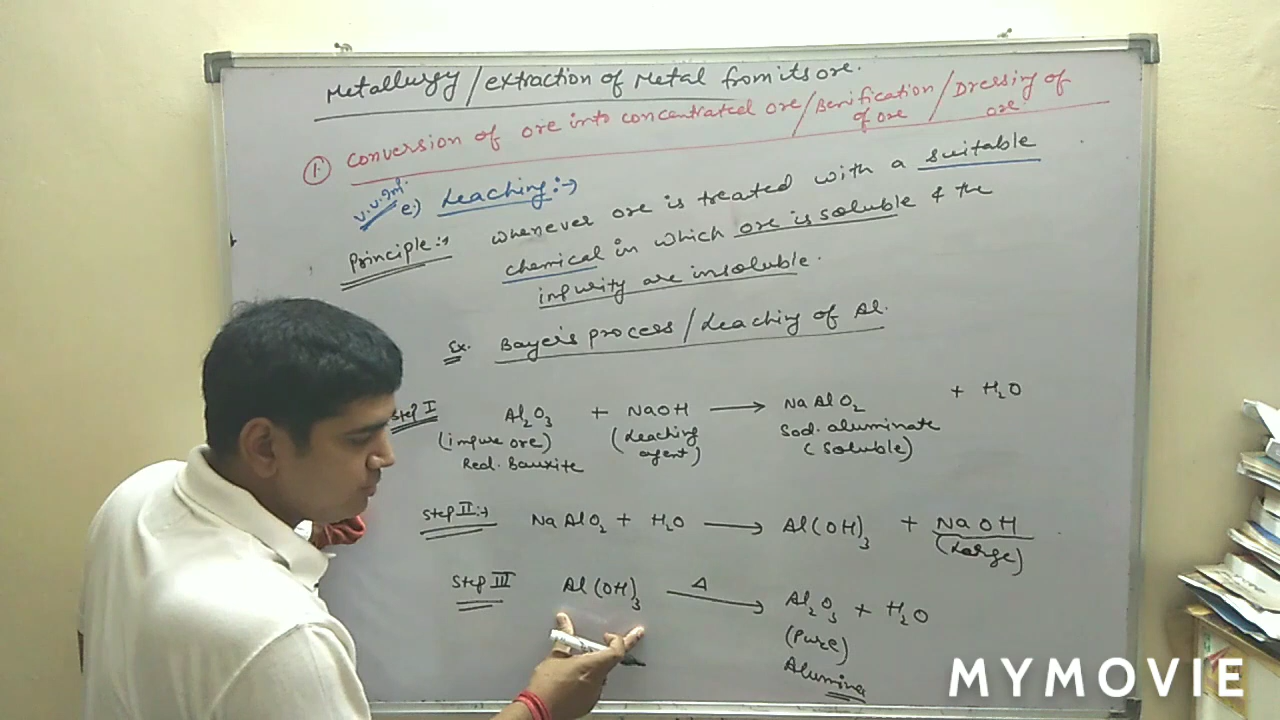 Metallurgy/extraction of Metal from its ore.
1. Conversion of ore into concentrated ore/Benification of ore/Dressing of ore.
V.V.Imp. e) Leaching:→
Principle:→ Whenever ore is treated with a suitable
chemical in which ore is soluble & the
impurity are insoluble.
Ex. Bayer's process/Leaching of Al.
Step I Al₂O₃ + NaOH → NaAlO₂ + H₂O
(impure ore) (Leaching agent) Sod. aluminate
Red. Bauxite (Soluble)
Step II:→ NaAlO₂ + H₂O → Al(OH)₃ + NaOH
(Large)
Step III Al(OH)₃ Δ→ Al₂O₃ + H₂O
(Pure)
Alumina
MYMOVIE